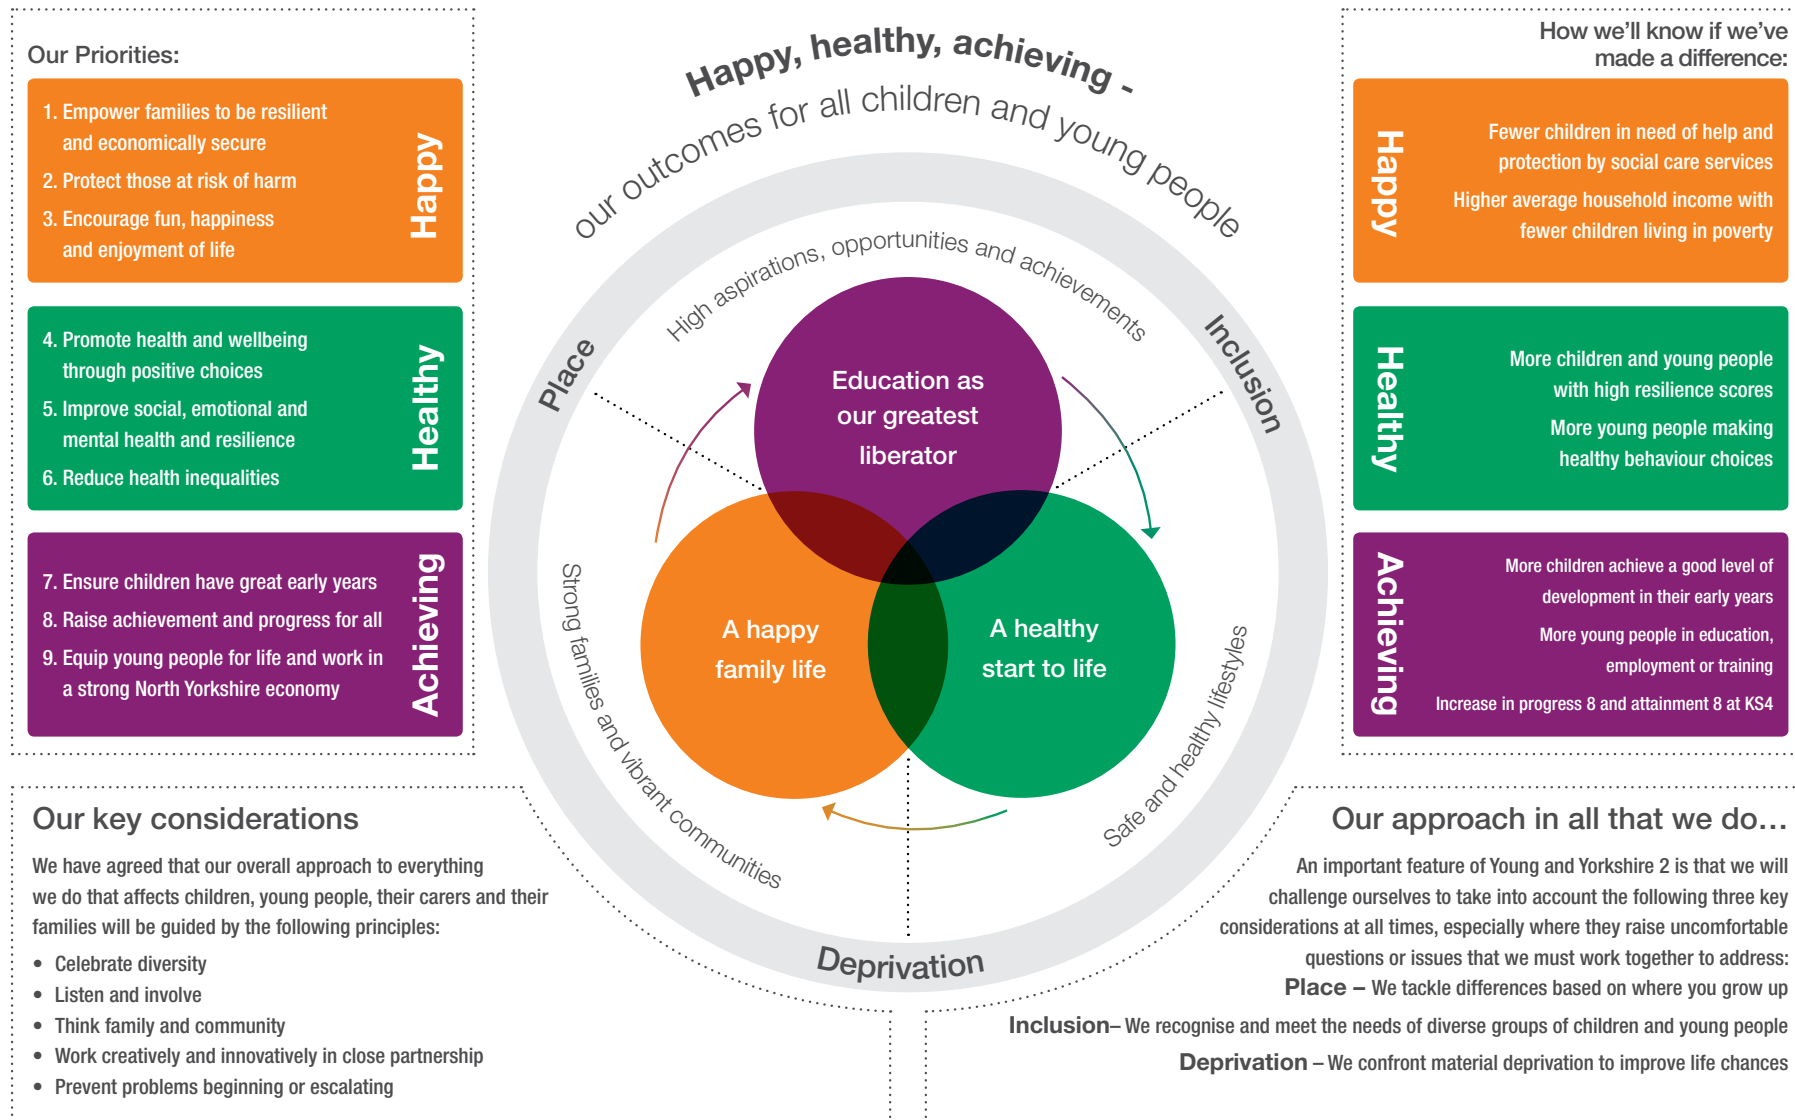 Our Priorities:
1. Empower families to be resilient
and economically secure
2. Protect those at risk of harm
3. Encourage fun, happiness
and enjoyment of life
Happy
4. Promote health and wellbeing
through positive choices
5. Improve social, emotional and
mental health and resilience
6. Reduce health inequalities
Healthy
7. Ensure children have great early years
8. Raise achievement and progress for all
9. Equip young people for life and work in
a strong North Yorkshire economy
Achieving
Happy, healthy, achieving -
our outcomes for all children and young people
Place
Inclusion
Deprivation
High aspirations, opportunities and achievements
Strong families and vibrant communities
Safe and healthy lifestyles
Education as
our greatest
liberator
A happy
family life
A healthy
start to life
How we'll know if we've
made a difference:
Happy
Fewer children in need of help and
protection by social care services
Higher average household income with
fewer children living in poverty
Healthy
More children and young people
with high resilience scores
More young people making
healthy behaviour choices
Achieving
More children achieve a good level of
development in their early years
More young people in education,
employment or training
Increase in progress 8 and attainment 8 at KS4
Our key considerations
We have agreed that our overall approach to everything
we do that affects children, young people, their carers and their
families will be guided by the following principles:
• Celebrate diversity
• Listen and involve
• Think family and community
• Work creatively and innovatively in close partnership
• Prevent problems beginning or escalating
Our approach in all that we do…
An important feature of Young and Yorkshire 2 is that we will
challenge ourselves to take into account the following three key
considerations at all times, especially where they raise uncomfortable
questions or issues that we must work together to address:
Place – We tackle differences based on where you grow up
Inclusion– We recognise and meet the needs of diverse groups of children and young people
Deprivation – We confront material deprivation to improve life chances